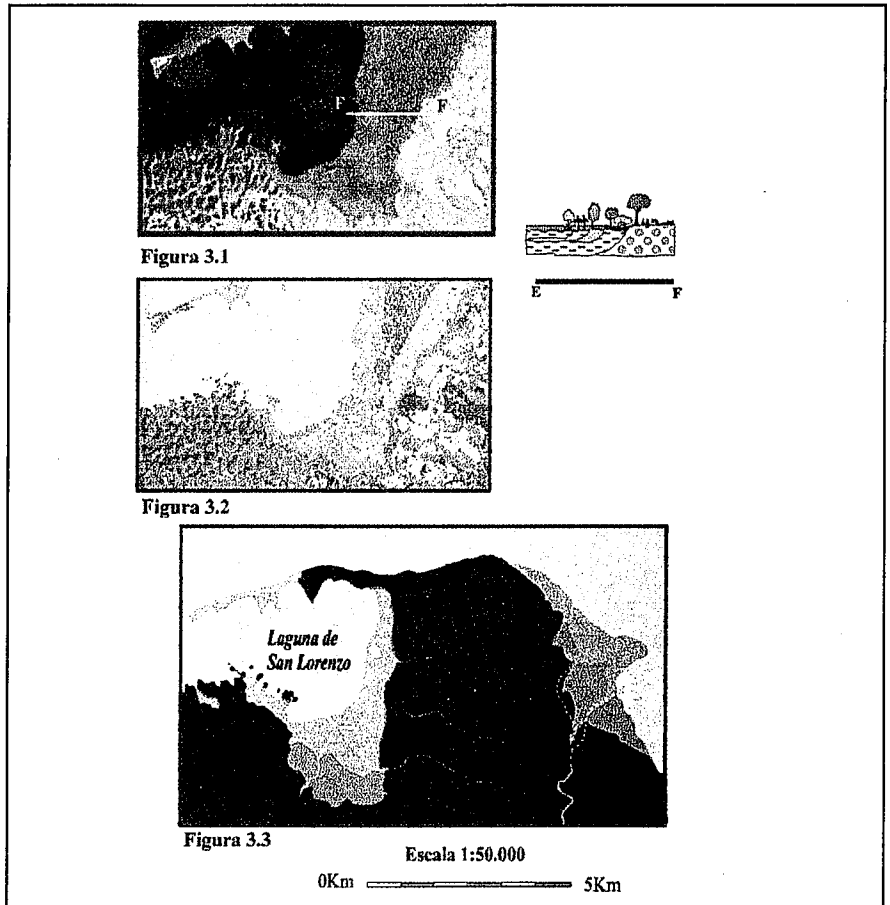 F F
Figura 3.1
E F
Figura 3.2
Laguna de
San Lorenzo
Figura 3.3
Escala 1:50.000
0Km 5Km